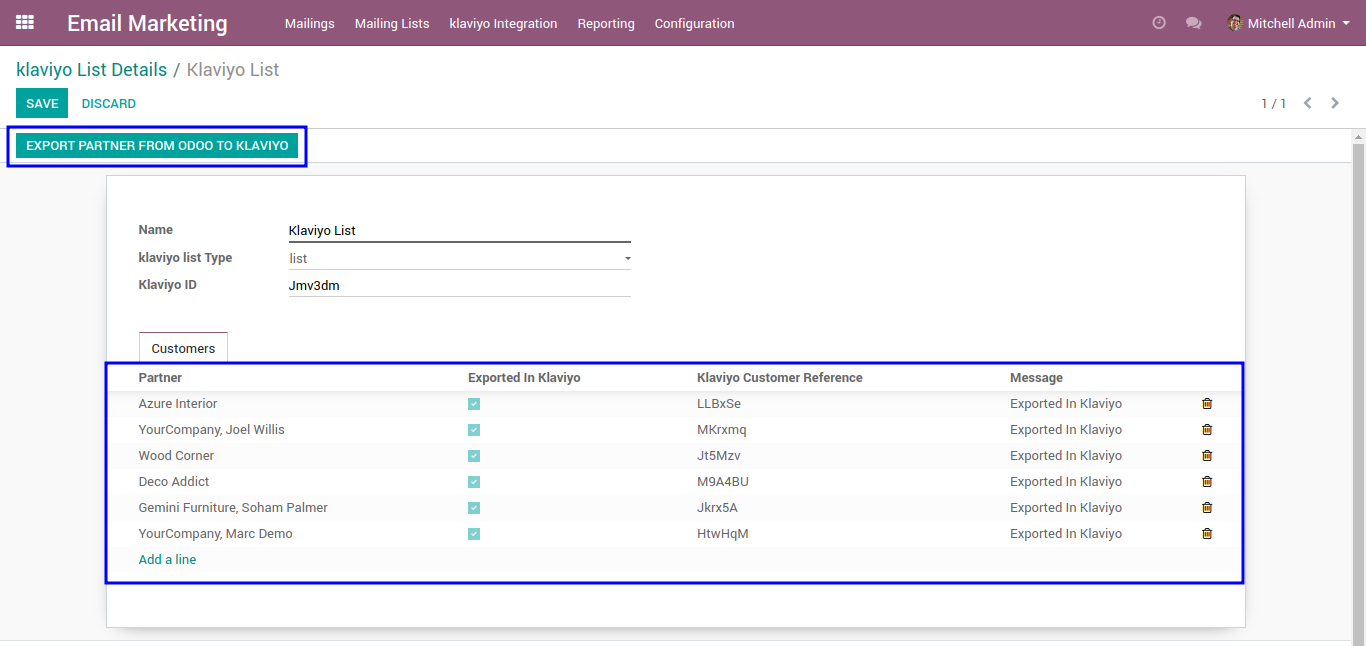 Email Marketing Mailings Mailing Lists klaviyo Integration Reporting Configuration Mitchell Admin
klaviyo List Details / Klaviyo List
SAVE DISCARD 1 / 1
EXPORT PARTNER FROM ODOO TO KLAVIYO
Name Klaviyo List
klaviyo list Type list
Klaviyo ID Jmv3dm
Customers
Partner Exported In Klaviyo Klaviyo Customer Reference Message
Azure Interior LLBxSe Exported In Klaviyo
YourCompany, Joel Willis MKrxmq Exported In Klaviyo
Wood Corner Jt5Mzv Exported In Klaviyo
Deco Addict M9A4BU Exported In Klaviyo
Gemini Furniture, Soham Palmer Jkrx5A Exported In Klaviyo
YourCompany, Marc Demo HtwHqM Exported In Klaviyo
Add a line